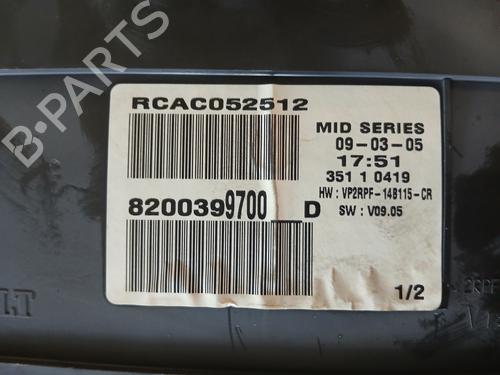 B-PARTS
RCAC052512
MID SERIES
09-03-05
17:51
351 1 0419
HW : VP2RPF-14B115-CR
SW : V09.05
8200399700__D
1/2